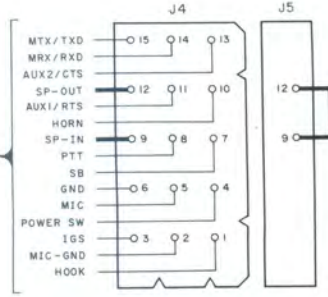 J4 J5
MTX/TXD 15 14 13
MRX/RXD
AUX2/CTS
SP-OUT 12 11 10 12
AUX1/RTS
HORN
SP-IN 9 8 7 9
PTT
SB
GND 6 5 4
MIC
POWER SW
IGS 3 2 1
MIC-GND
HOOK